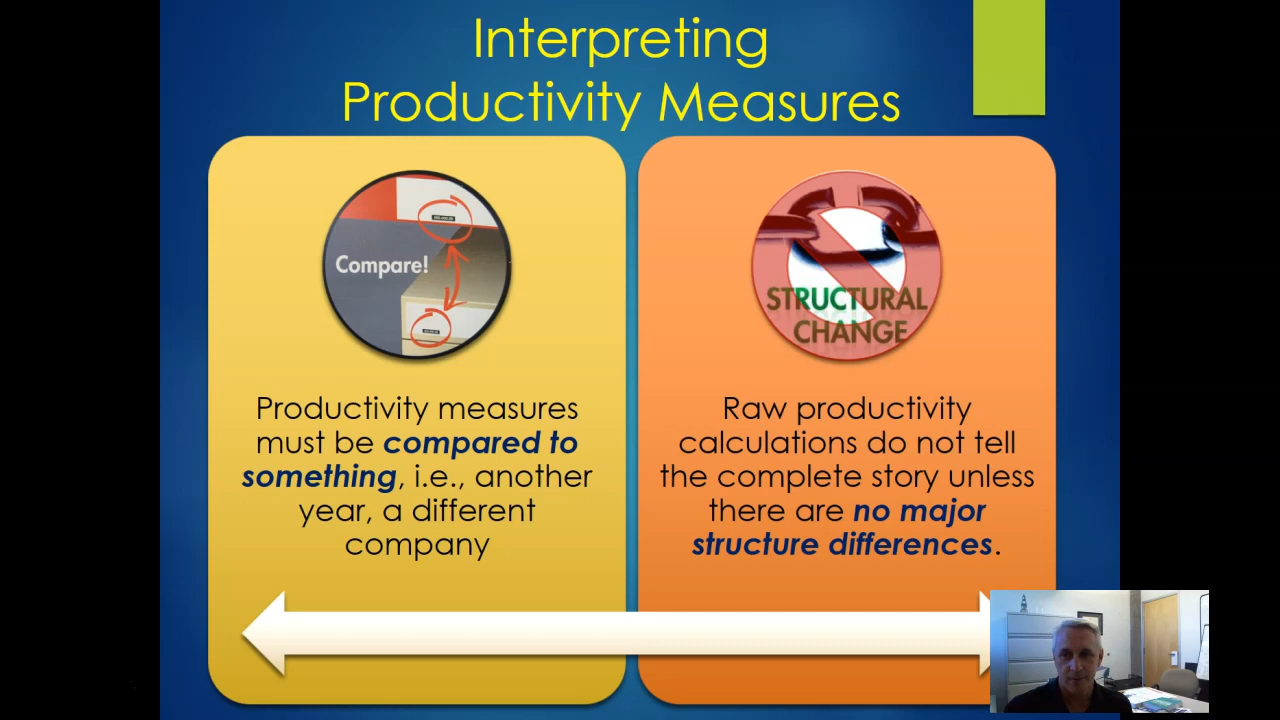 Interpreting
Productivity Measures
Compare!
STRUCTURAL
CHANGE
Productivity measures
must be compared to
something, i.e., another
year, a different
company
Raw productivity
calculations do not tell
the complete story unless
there are no major
structure differences.